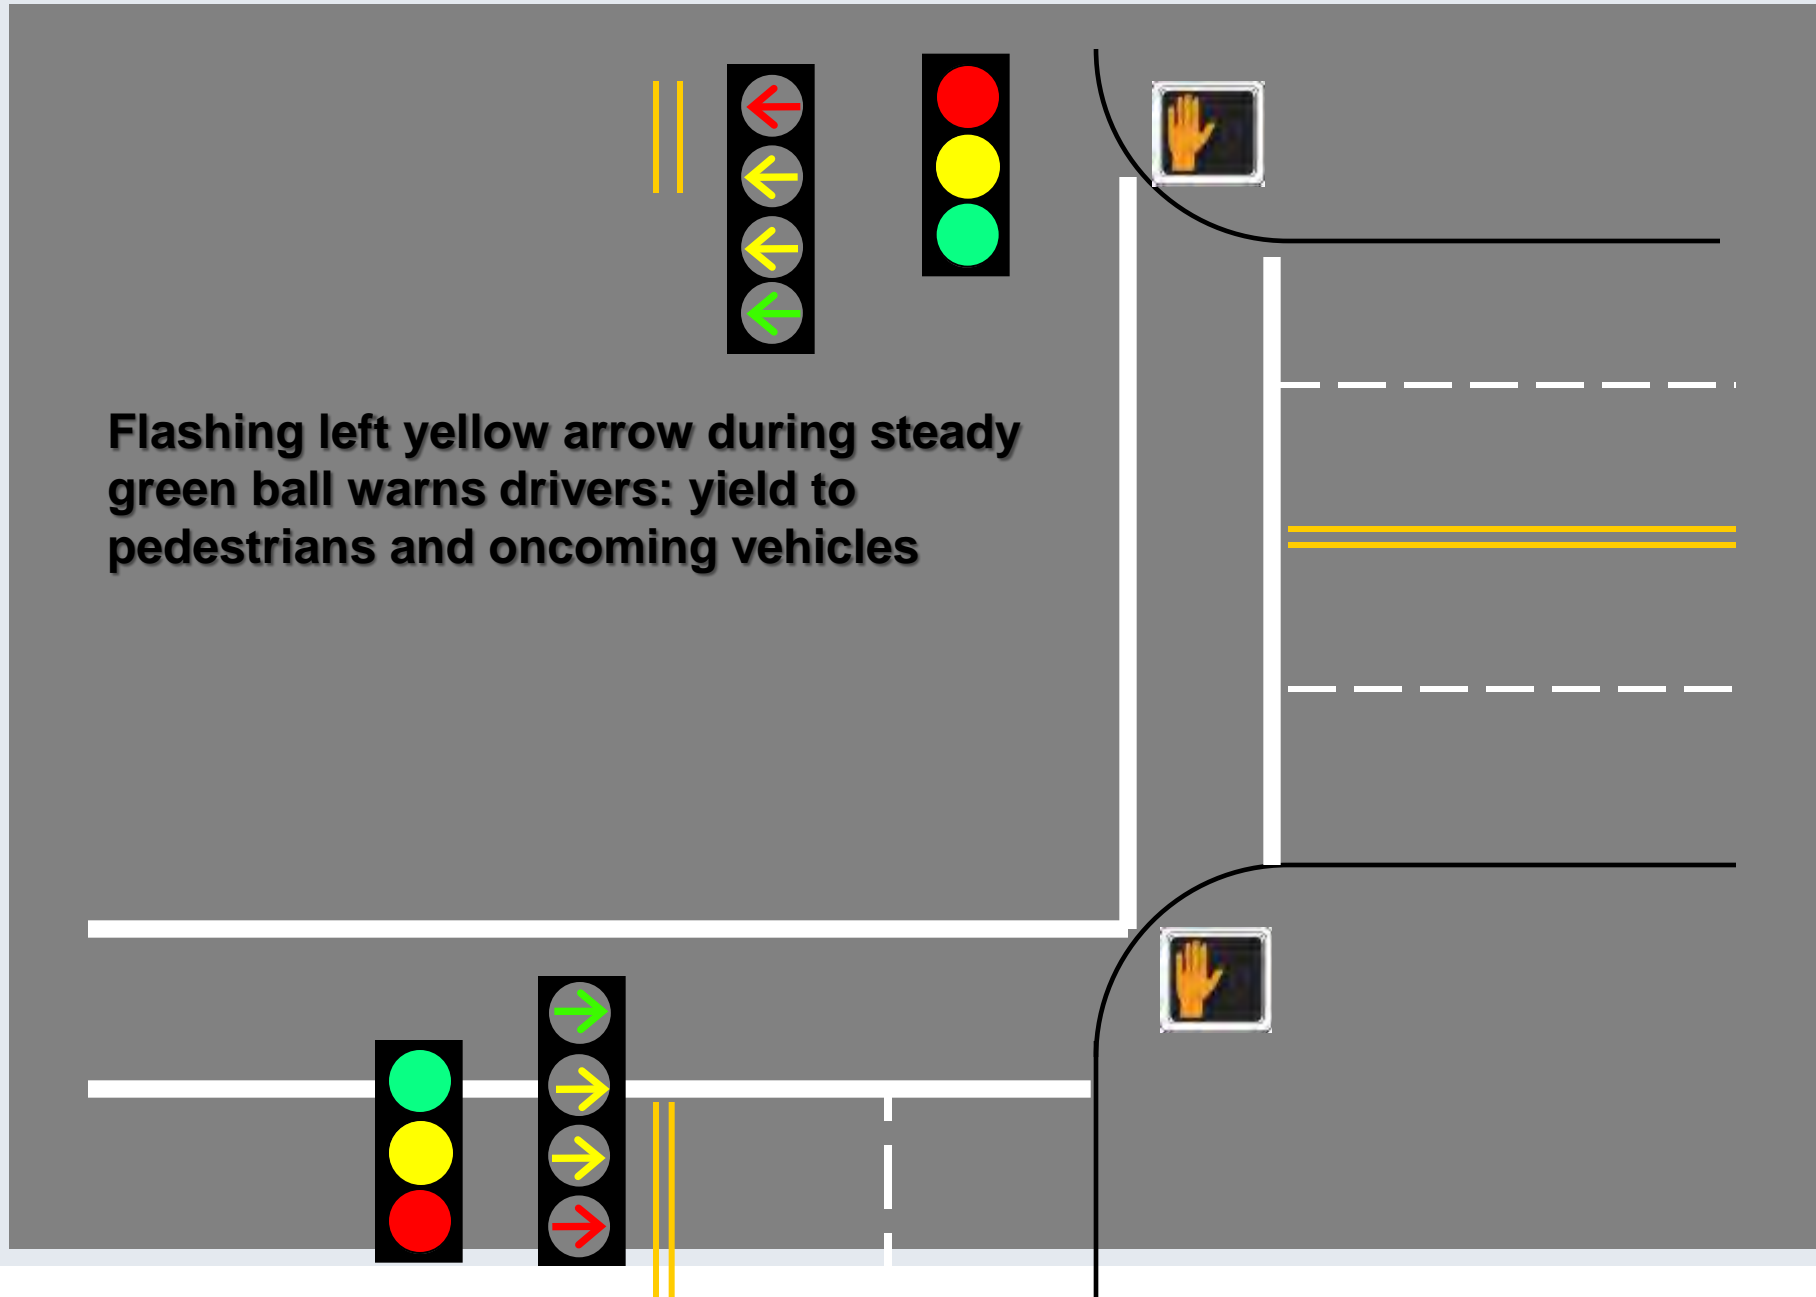 Flashing left yellow arrow during steady
green ball warns drivers: yield to
pedestrians and oncoming vehicles